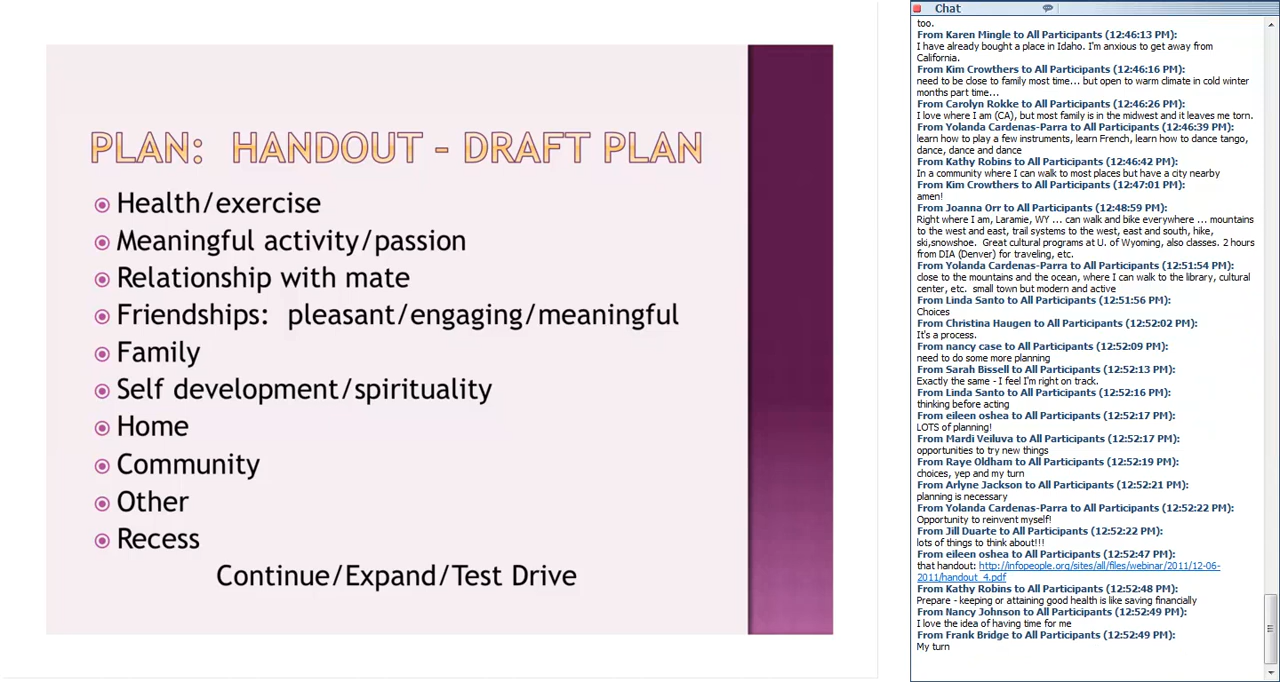 PLAN: HANDOUT - DRAFT PLAN
Health/exercise
Meaningful activity/passion
Relationship with mate
Friendships: pleasant/engaging/meaningful
Family
Self development/spirituality
Home
Community
Other
Recess
Continue/Expand/Test Drive
Chat
too.
From Karen Mingle to All Participants (12:46:13 PM):
I have already bought a place in Idaho. I'm anxious to get away from
California.
From Kim Crowthers to All Participants (12:46:16 PM):
need to be close to family most time... but open to warm climate in cold winter
months part time...
From Carolyn Rokke to All Participants (12:46:26 PM):
I love where I am (CA), but most family is in the midwest and it leaves me torn.
From Yolanda Cardenas-Parra to All Participants (12:46:39 PM):
learn how to play a few instruments, learn French, learn how to dance tango,
dance, dance and dance
From Kathy Robins to All Participants (12:46:42 PM):
In a community where I can walk to most places but have a city nearby
From Kim Crowthers to All Participants (12:47:01 PM):
amen!
From Joanna Orr to All Participants (12:48:59 PM):
Right where I am, Laramie, WY ... can walk and bike everywhere ... mountains
to the west and east, trail systems to the west, east and south, hike,
ski,snowshoe. Great cultural programs at U. of Wyoming, also classes. 2 hours
from DIA (Denver) for traveling, etc.
From Yolanda Cardenas-Parra to All Participants (12:51:54 PM):
close to the mountains and the ocean, where I can walk to the library, cultural
center, etc. small town but modern and active
From Linda Santo to All Participants (12:51:56 PM):
Choices
From Christina Haugen to All Participants (12:52:02 PM):
It's a process.
From nancy case to All Participants (12:52:09 PM):
need to do some more planning
From Sarah Bissell to All Participants (12:52:13 PM):
Exactly the same - I feel I'm right on track.
From Linda Santo to All Participants (12:52:16 PM):
thinking before acting
From eileen oshea to All Participants (12:52:17 PM):
LOTS of planning!
From Mardi Veiluva to All Participants (12:52:17 PM):
opportunities to try new things
From Raye Oldham to All Participants (12:52:19 PM):
choices, yep and my turn
From Arlyne Jackson to All Participants (12:52:21 PM):
planning is necessary
From Yolanda Cardenas-Parra to All Participants (12:52:22 PM):
Opportunity to reinvent myself!
From Jill Duarte to All Participants (12:52:22 PM):
lots of things to think about!!!
From eileen oshea to All Participants (12:52:47 PM):
that handout: http://infopeople.org/sites/all/files/webinar/2011/12-06-
2011/handout_4.pdf
From Kathy Robins to All Participants (12:52:48 PM):
Prepare - keeping or attaining good health is like saving financially
From Nancy Johnson to All Participants (12:52:49 PM):
I love the idea of having time for me
From Frank Bridge to All Participants (12:52:49 PM):
My turn